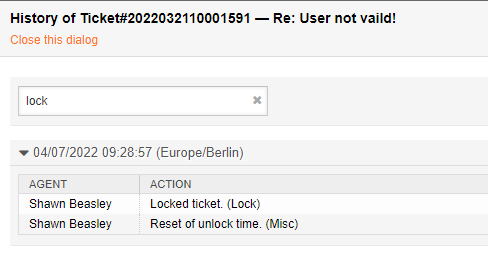 History of Ticket#2022032110001591 — Re: User not vaild!
Close this dialog
lock
04/07/2022 09:28:57 (Europe/Berlin)
AGENT ACTION
Shawn Beasley Locked ticket. (Lock)
Shawn Beasley Reset of unlock time. (Misc)